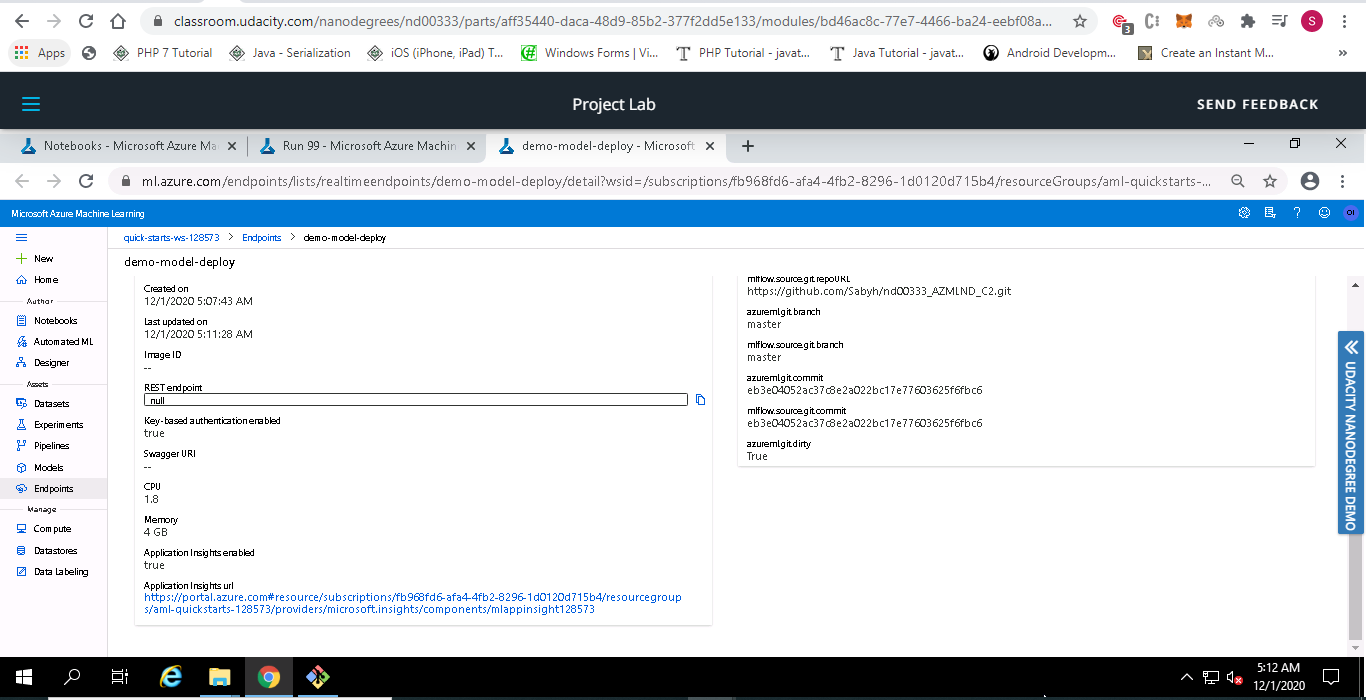 classroom.udacity.com/nanodegrees/nd00333/parts/aff35440-daca-48d9-85b2-377f2dd5e133/modules/bd46ac8c-77e7-4466-ba24-eebf08a...
3
S
Apps
PHP 7 Tutorial
Java - Serialization
iOS (iPhone, iPad) T...
Windows Forms | Vi...
PHP Tutorial - javat...
Java Tutorial - javat...
Android Developm...
Create an Instant M...
»
Project Lab
SEND FEEDBACK
Notebooks - Microsoft Azure Ma
Run 99 - Microsoft Azure Machin
demo-model-deploy - Microsoft
ml.azure.com/endpoints/lists/realtimeendpoints/demo-model-deploy/detail?wsid=/subscriptions/fb968fd6-afa4-4fb2-8296-1d0120d715b4/resourceGroups/aml-quickstarts-...
Microsoft Azure Machine Learning
OI
quick-starts-ws-128573 > Endpoints > demo-model-deploy
demo-model-deploy
New
Home
Author
Notebooks
Automated ML
Designer
Assets
Datasets
Experiments
Pipelines
Models
Endpoints
Manage
Compute
Datastores
Data Labeling
Created on
12/1/2020 5:07:43 AM
Last updated on
12/1/2020 5:11:28 AM
Image ID
--
REST endpoint
null
Key-based authentication enabled
true
Swagger URI
--
CPU
1.8
Memory
4 GB
Application Insights enabled
true
Application Insights url
https://portal.azure.com#resource/subscriptions/fb968fd6-afa4-4fb2-8296-1d0120d715b4/resourcegroup
s/aml-quickstarts-128573/providers/microsoft.insights/components/mlappinsight128573
mlflow.source.git.repoURL
https://github.com/Sabyh/nd00333_AZMLND_C2.git
azureml.git.branch
master
mlflow.source.git.branch
master
azureml.git.commit
eb3e04052ac37c8e2a022bc17e77603625f6fbc6
mlflow.source.git.commit
eb3e04052ac37c8e2a022bc17e77603625f6fbc6
azureml.git.dirty
True
UDACITY NANODEGREE DEMO
5:12 AM
12/1/2020